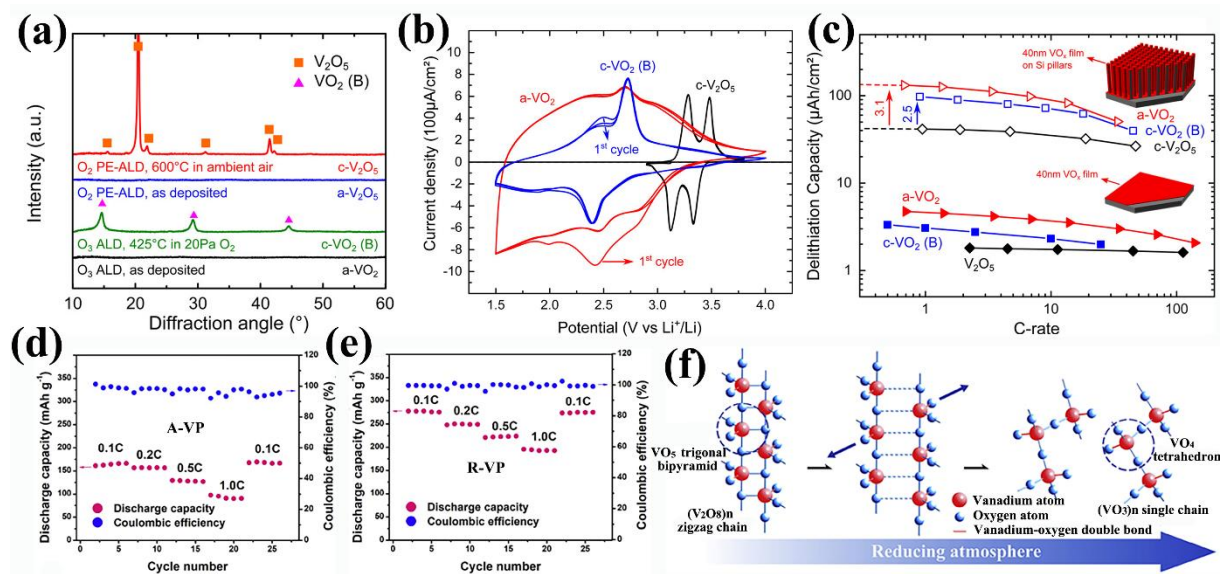 (a)
V₂O₅
VO₂ (B)
Intensity (a.u.)
O₂ PE-ALD, 600°C in ambient air
c-V₂O₅
O₂ PE-ALD, as deposited
a-V₂O₅
O₃ ALD, 425°C in 20Pa O₂
c-VO₂ (B)
O₃ ALD, as deposited
a-VO₂
10 20 30 40 50 60
Diffraction angle (°)
(b)
Current density (100µA/cm²)
10
8
6
4
2
0
-2
-4
-6
-8
-10
c-VO₂ (B)
a-VO₂
c-V₂O₅
1st cycle
1st cycle
1.5 2.0 2.5 3.0 3.5 4.0
Potential (V vs Li⁺/Li)
(c)
Delithiation Capacity (µAh/cm²)
100
10
1
40nm VOₓ film
on Si pillars
3.1
2.5
a-VO₂
c-VO₂ (B)
c-V₂O₅
40nm VOₓ film
a-VO₂
c-VO₂ (B)
V₂O₅
1 10 100
C-rate
(d)
Discharge capacity (mAh g⁻¹)
350
300
250
200
150
100
50
0
A-VP
0.1C
0.2C
0.5C
1.0C
0.1C
Discharge capacity
Coulombic efficiency
120
100
80
60
40
20
0
Coulombic efficiency (%)
0 5 10 15 20 25
Cycle number
(e)
Discharge capacity (mAh g⁻¹)
350
300
250
200
150
100
50
0
0.1C
0.2C
0.5C
1.0C
0.1C
R-VP
Discharge capacity
Coulombic efficiency
120
100
80
60
40
20
0
Coulombic efficiency (%)
0 5 10 15 20 25
Cycle number
(f)
VO₅ trigonal
bipyramid
(V₂O₈)n
zigzag chain
VO₄
tetrahedron
(VO₃)n single chain
Vanadium atom
Oxygen atom
Vanadium-oxygen double bond
Reducing atmosphere